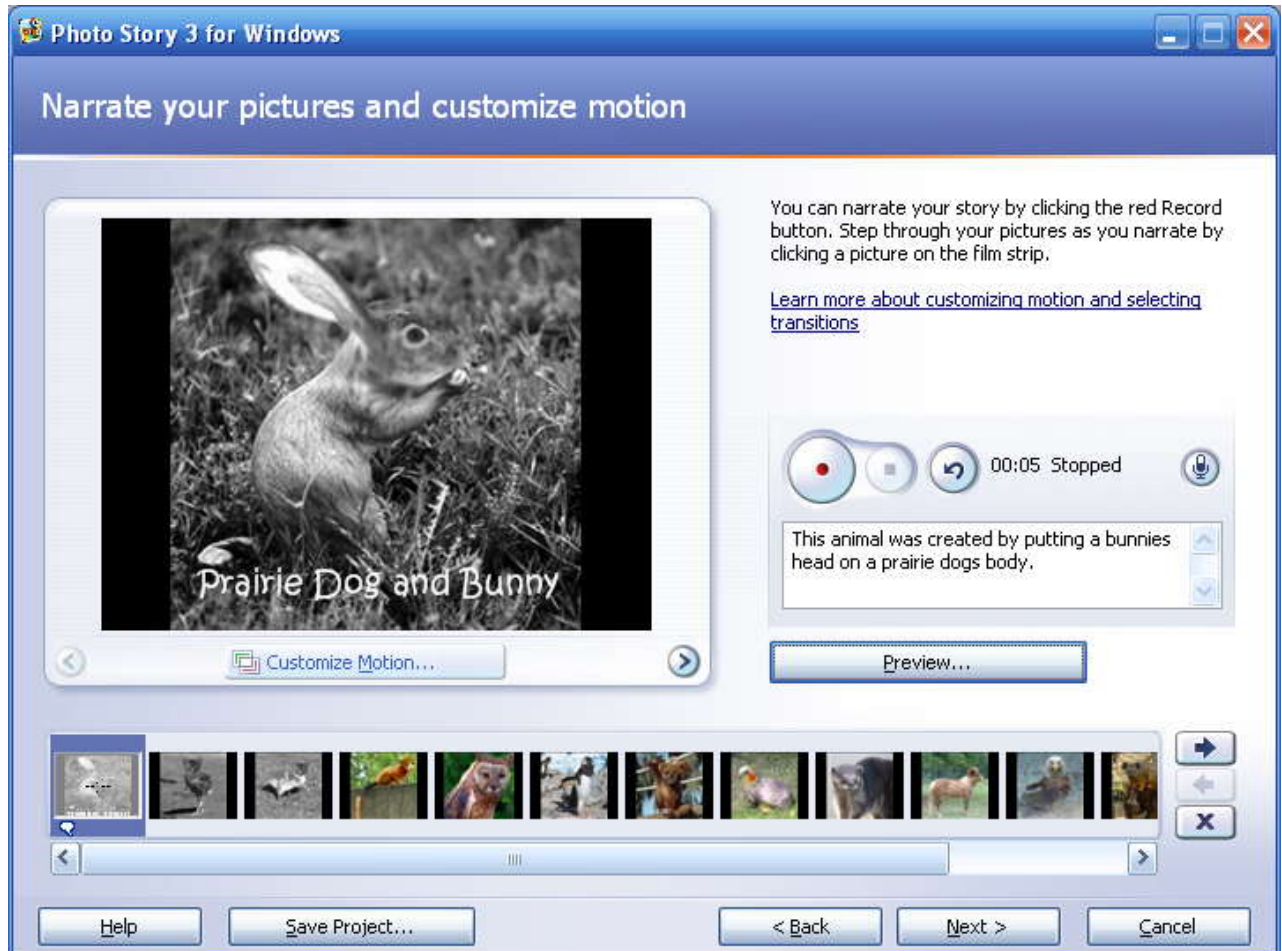 Photo Story 3 for Windows
Narrate your pictures and customize motion
You can narrate your story by clicking the red Record
button. Step through your pictures as you narrate by
clicking a picture on the film strip.
Learn more about customizing motion and selecting
transitions
Prairie Dog and Bunny
00:05 Stopped
This animal was created by putting a bunnies
head on a prairie dogs body.
Customize Motion...
Preview...
Help
Save Project...
< Back
Next >
Cancel